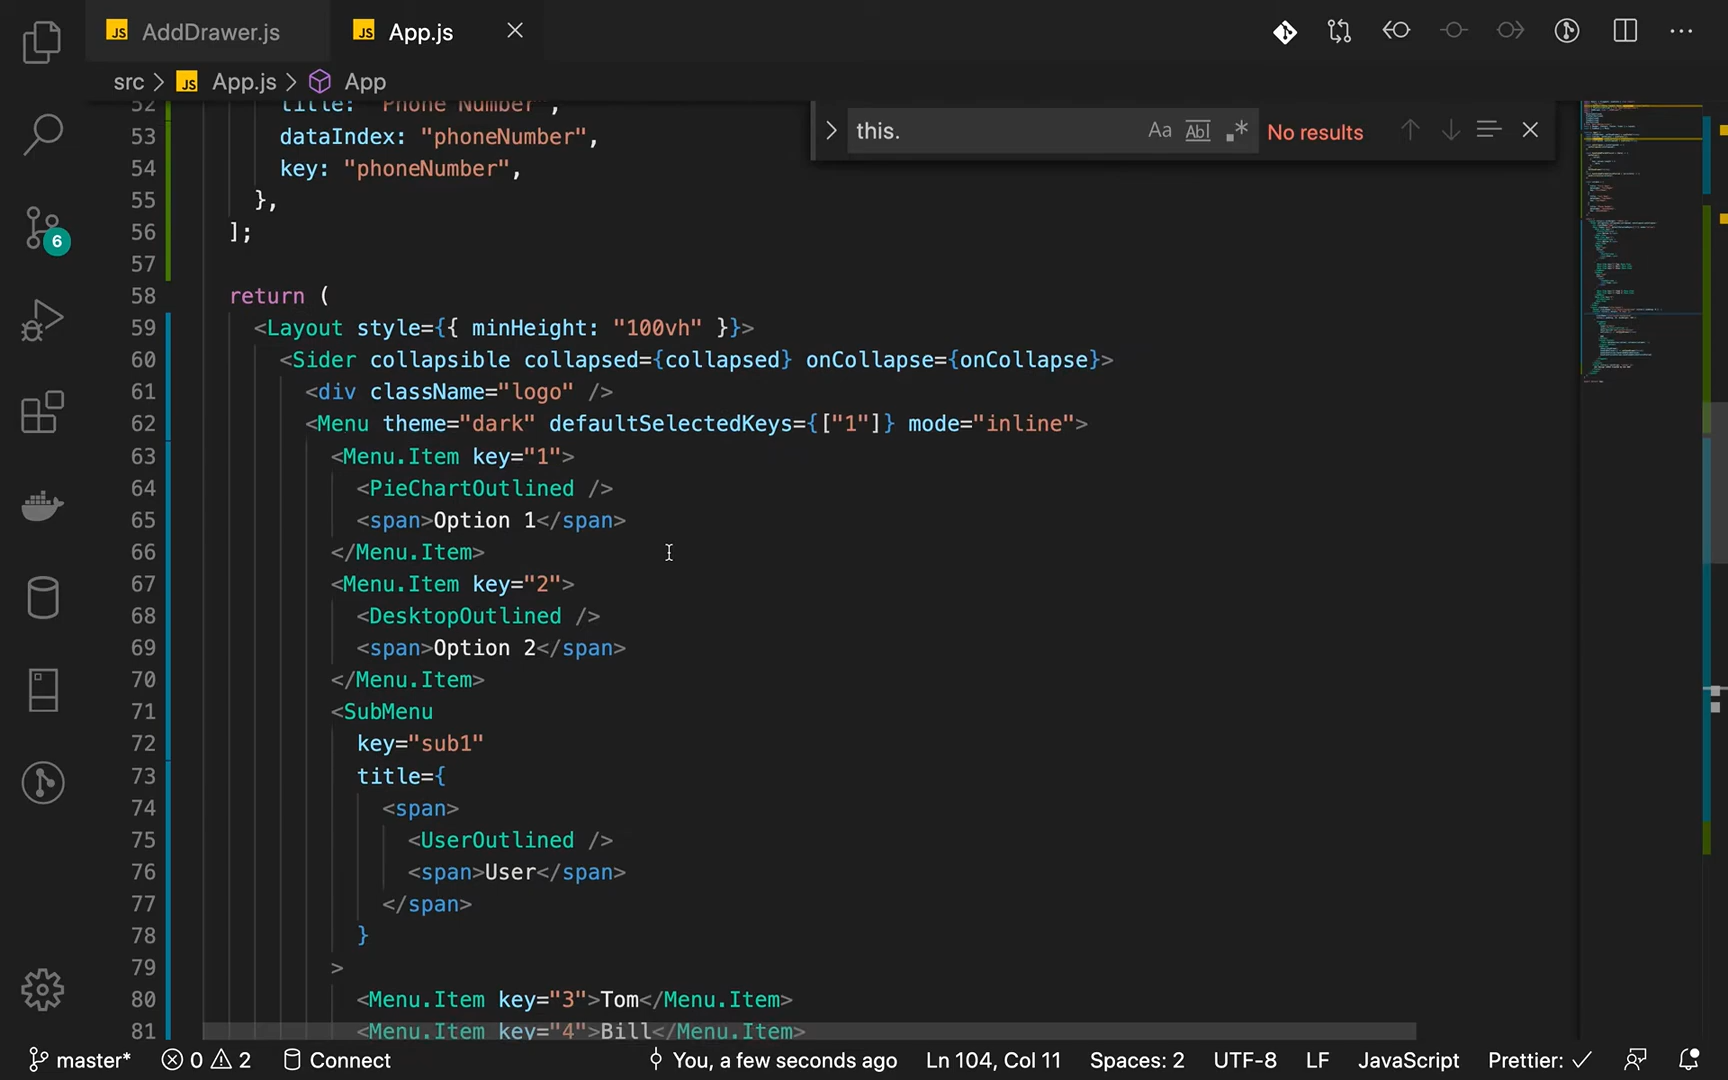 AddDrawer.js
App.js
src > App.js > App
this.
Aa
Abl
No results
52 title: "Phone Number",
53 dataIndex: "phoneNumber",
54 key: "phoneNumber",
55 },
56 ];
57
58 return (
59 <Layout style={{ minHeight: "100vh" }}>
60 <Sider collapsible collapsed={collapsed} onCollapse={onCollapse}>
61 <div className="logo" />
62 <Menu theme="dark" defaultSelectedKeys={["1"]} mode="inline">
63 <Menu.Item key="1">
64 <PieChartOutlined />
65 <span>Option 1</span>
66 </Menu.Item>
67 <Menu.Item key="2">
68 <DesktopOutlined />
69 <span>Option 2</span>
70 </Menu.Item>
71 <SubMenu
72 key="sub1"
73 title={
74 <span>
75 <UserOutlined />
76 <span>User</span>
77 </span>
78 }
79 >
80 <Menu.Item key="3">Tom</Menu.Item>
81 <Menu.Item key="4">Bill</Menu.Item>
6
master* 0 2 Connect You, a few seconds ago Ln 104, Col 11 Spaces: 2 UTF-8 LF JavaScript Prettier: ✓